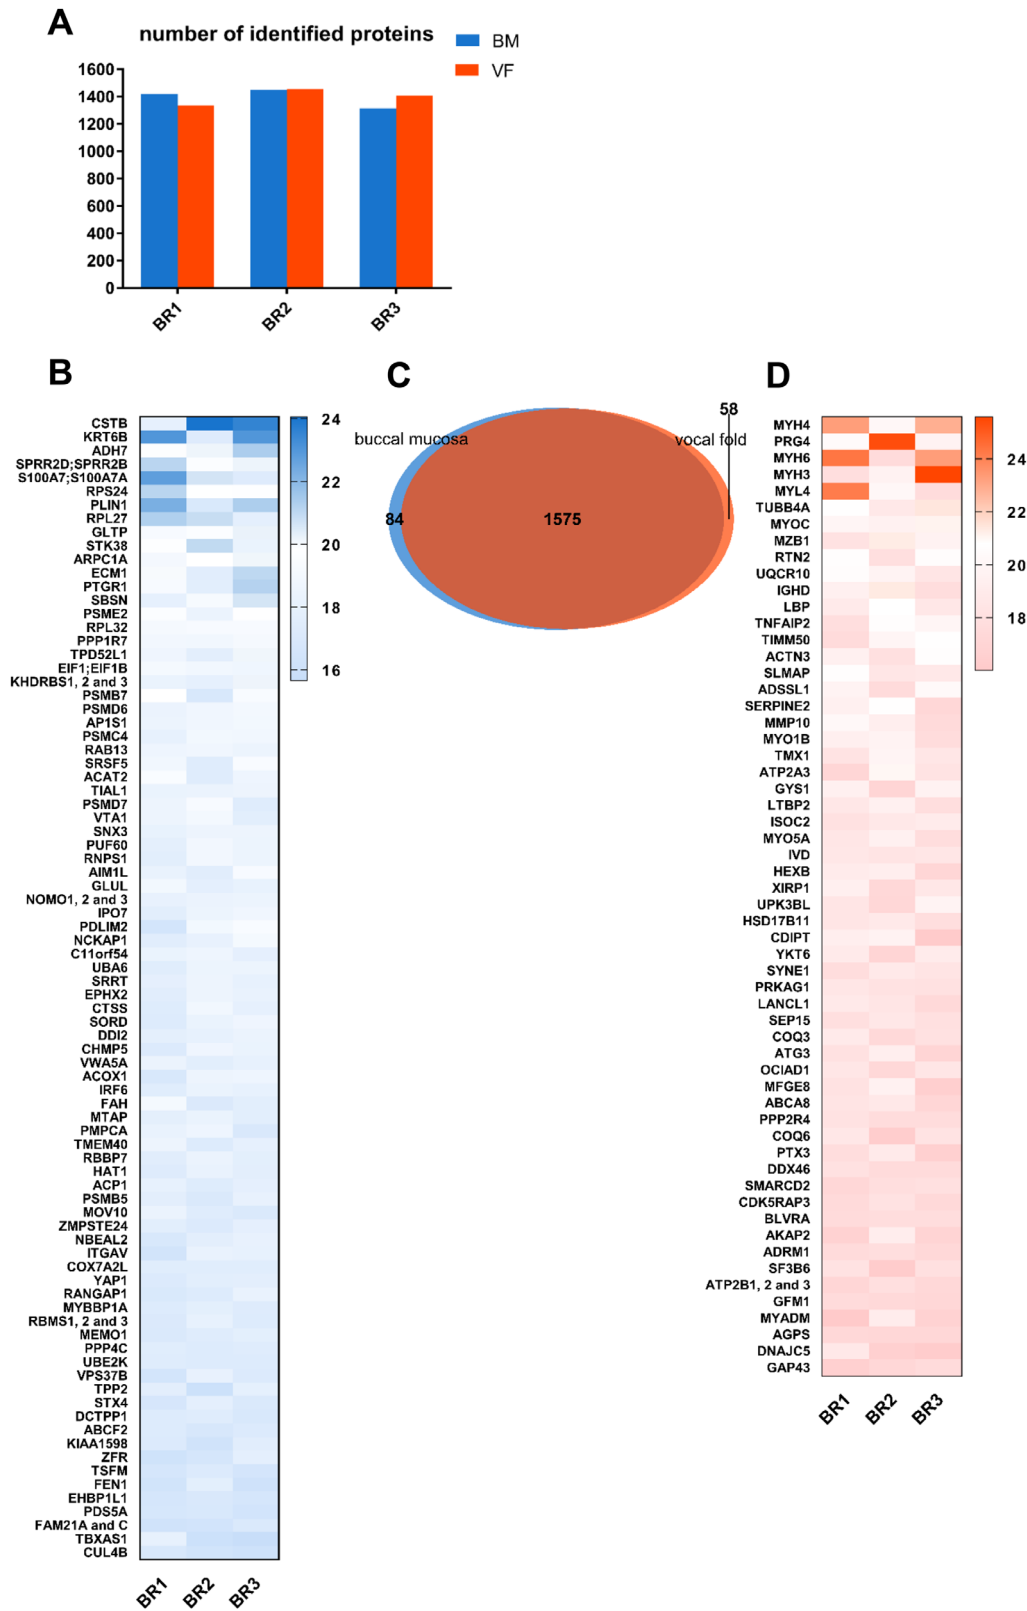 A
number of identified proteins
BM
VF
1600
1400
1200
1000
800
600
400
200
0
BR1
BR2
BR3
B
CSTB
KRT6B
ADH7
SPRR2D;SPRR2B
S100A7;S100A7A
RPS24
PLIN1
RPL27
GLTP
STK38
ARPC1A
ECM1
PTGR1
SBSN
PSME2
RPL32
PPP1R7
TPD52L1
EIF1;EIF1B
KHDRBS1, 2 and 3
PSMB7
PSMD6
AP1S1
PSMC4
RAB13
SRSF5
ACAT2
TIAL1
PSMD7
VTA1
SNX3
PUF60
RNPS1
AIM1L
GLUL
NOMO1, 2 and 3
IPO7
PDLIM2
NCKAP1
C11orf54
UBA6
SRRT
EPHX2
CTSS
SORD
DDI2
CHMP5
VWA5A
ACOX1
IRF6
FAH
MTAP
PMPCA
TMEM40
RBBP7
HAT1
ACP1
PSMB5
MOV10
ZMPSTE24
NBEAL2
ITGAV
COX7A2L
YAP1
RANGAP1
MYBBP1A
RBMS1, 2 and 3
MEMO1
PPP4C
UBE2K
VPS37B
TPP2
STX4
DCTPP1
ABCF2
KIAA1598
ZFR
TSFM
FEN1
EHBP1L1
PDS5A
FAM21A and C
TBXAS1
CUL4B
BR1
BR2
BR3
24
22
20
18
16
C
buccal mucosa
vocal fold
58
84
1575
D
MYH4
PRG4
MYH6
MYH3
MYL4
TUBB4A
MYOC
MZB1
RTN2
UQCR10
IGHD
LBP
TNFAIP2
TIMM50
ACTN3
SLMAP
ADSSL1
SERPINE2
MMP10
MYO1B
TMX1
ATP2A3
GYS1
LTBP2
ISOC2
MYO5A
IVD
HEXB
XIRP1
UPK3BL
HSD17B11
CDIPT
YKT6
SYNE1
PRKAG1
LANCL1
SEP15
COQ3
ATG3
OCIAD1
MFGE8
ABCA8
PPP2R4
COQ6
PTX3
DDX46
SMARCD2
CDK5RAP3
BLVRA
AKAP2
ADRM1
SF3B6
ATP2B1, 2 and 3
GFM1
MYADM
AGPS
DNAJC5
GAP43
BR1
BR2
BR3
24
22
20
18